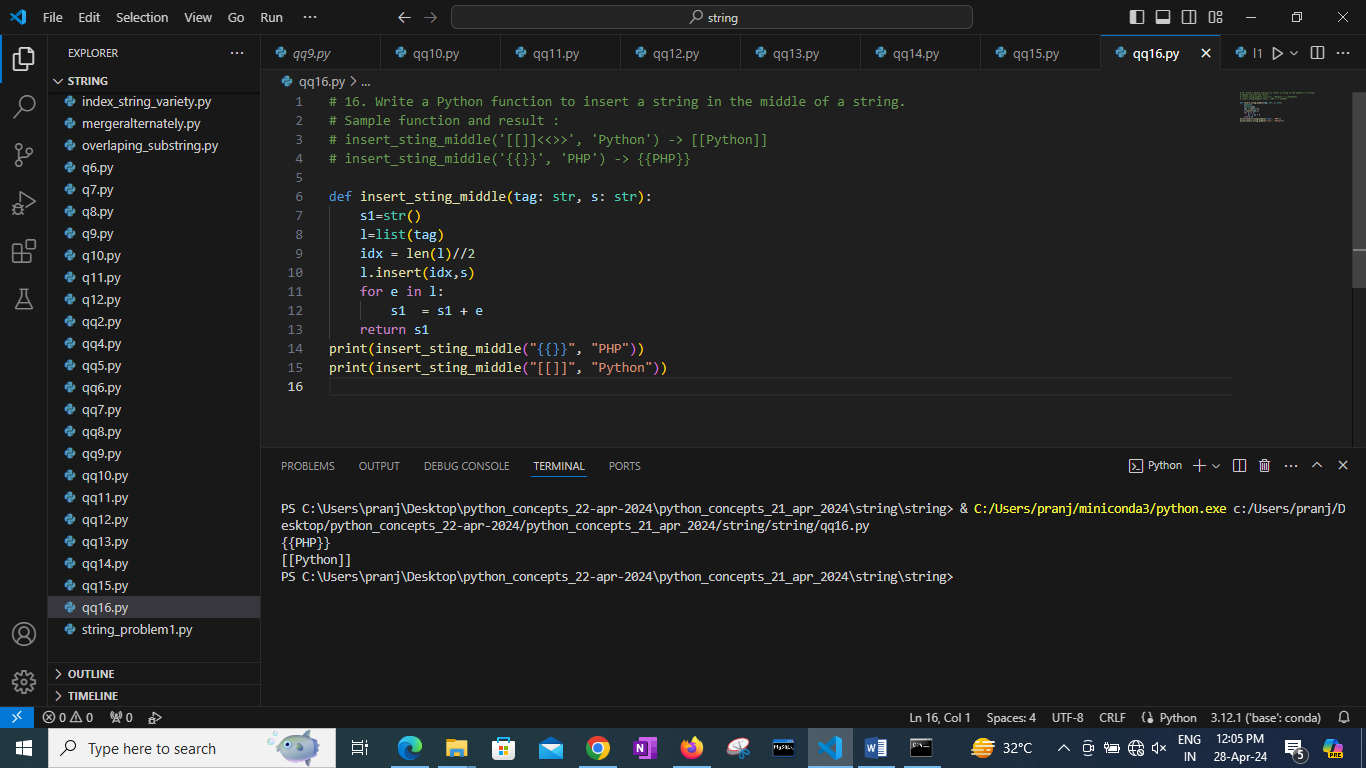 File Edit Selection View Go Run ···
string
EXPLORER ···
STRING
index_string_variety.py
mergeralternately.py
overlaping_substring.py
q6.py
q7.py
q8.py
q9.py
q10.py
q11.py
q12.py
qq2.py
qq4.py
qq5.py
qq6.py
qq7.py
qq8.py
qq9.py
qq10.py
qq11.py
qq12.py
qq13.py
qq14.py
qq15.py
qq16.py
string_problem1.py
OUTLINE
TIMELINE
qq9.py qq10.py qq11.py qq12.py qq13.py qq14.py qq15.py qq16.py l1
qq16.py > ...
1 # 16. Write a Python function to insert a string in the middle of a string.
2 # Sample function and result :
3 # insert_sting_middle('[[]]<<>>', 'Python') -> [[Python]]
4 # insert_sting_middle('{{}}', 'PHP') -> {{PHP}}
5
6 def insert_sting_middle(tag: str, s: str):
7     s1=str()
8     l=list(tag)
9     idx = len(l)//2
10     l.insert(idx,s)
11     for e in l:
12         s1  = s1 + e
13     return s1
14 print(insert_sting_middle("{{}}", "PHP"))
15 print(insert_sting_middle("[[]]", "Python"))
16
PROBLEMS OUTPUT DEBUG CONSOLE TERMINAL PORTS
Python
PS C:\Users\pranj\Desktop\python_concepts_22-apr-2024\python_concepts_21_apr_2024\string\string> & C:/Users/pranj/miniconda3/python.exe c:/Users/pranj/D
esktop/python_concepts_22-apr-2024/python_concepts_21_apr_2024/string/string/qq16.py
{{PHP}}
[[Python]]
PS C:\Users\pranj\Desktop\python_concepts_22-apr-2024\python_concepts_21_apr_2024\string\string>
0 0 0
Ln 16, Col 1 Spaces: 4 UTF-8 CRLF Python 3.12.1 ('base': conda)
Type here to search
32°C
ENG
IN
12:05 PM
28-Apr-24
5